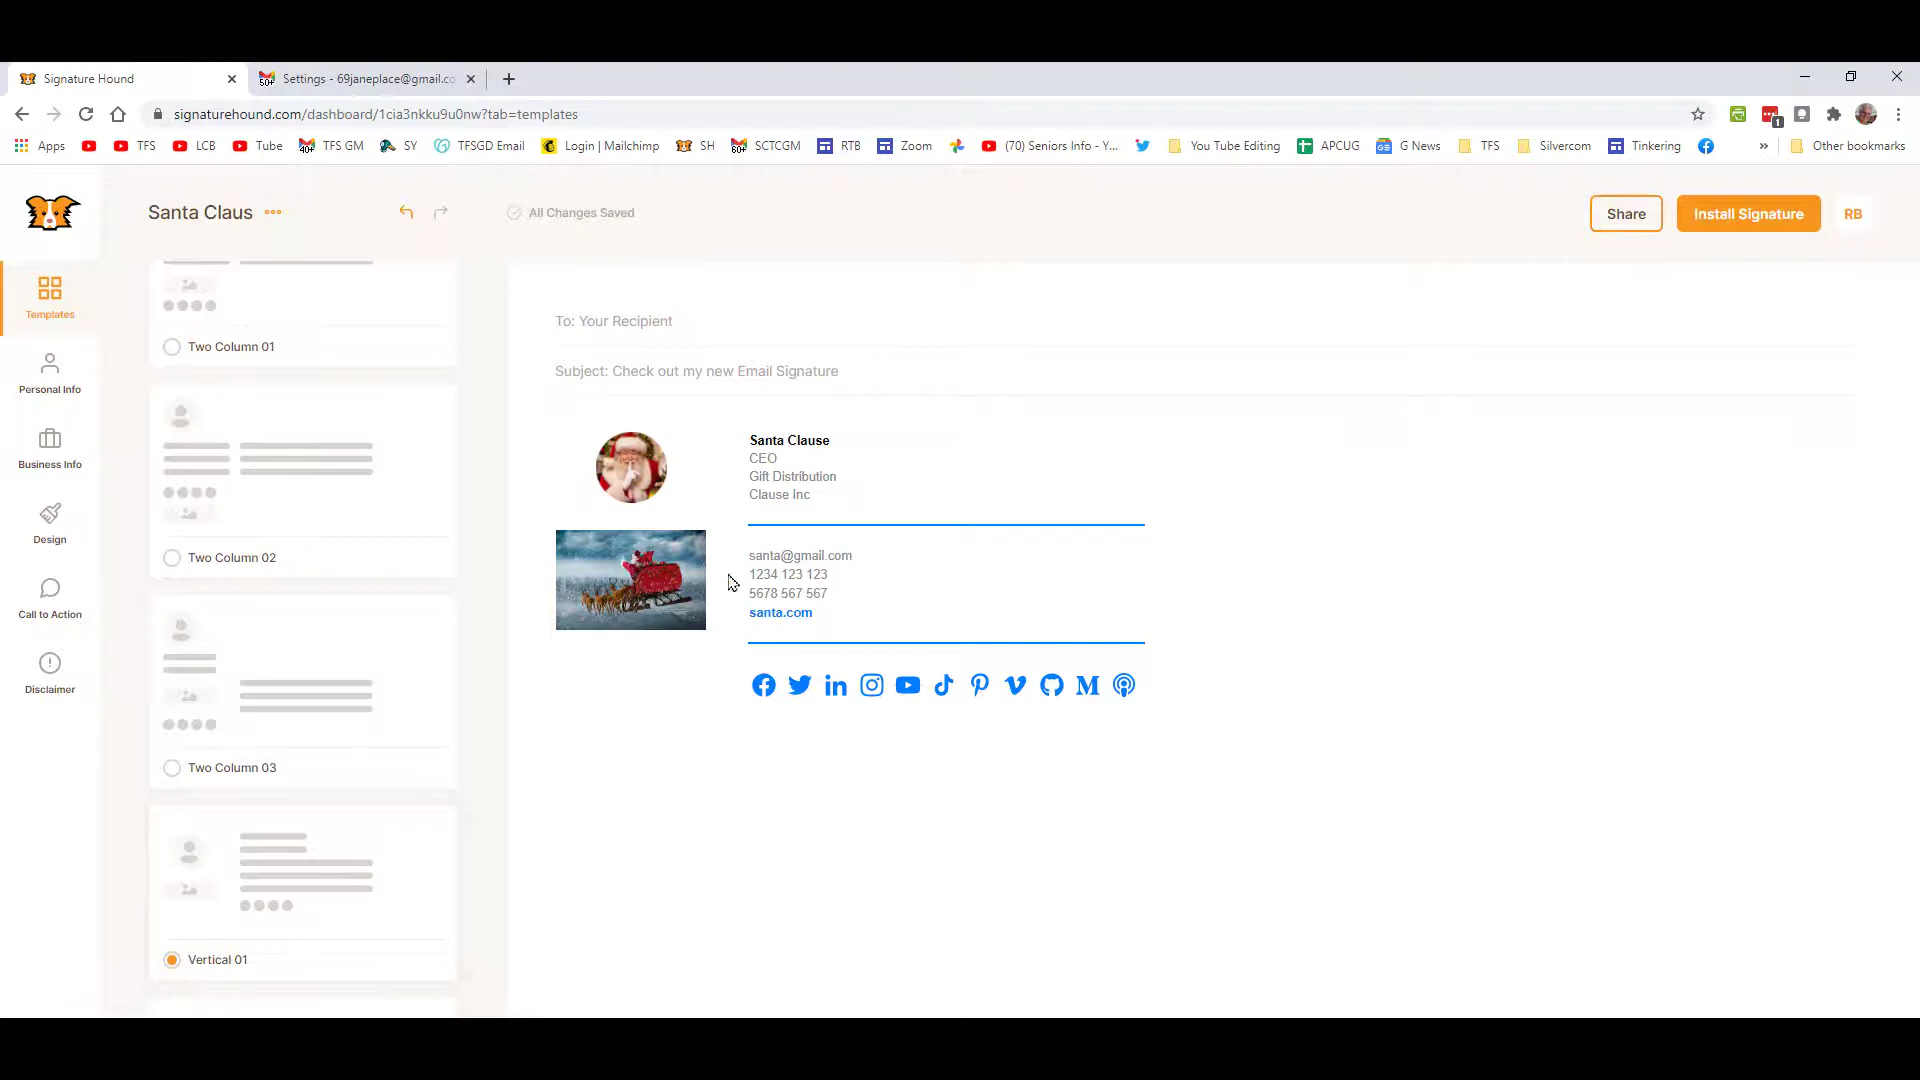 Signature Hound
Settings - 69janeplace@gmail.co
signaturehound.com/dashboard/1cia3nkku9u0nw?tab=templates
1
Apps
TFS
LCB
Tube
40+
TFS GM
SY
TFSGD Email
Login | Mailchimp
SH
60+
SCTCGM
RTB
Zoom
(70) Seniors Info - Y...
You Tube Editing
APCUG
G News
TFS
Silvercom
Tinkering
»
Other bookmarks
Santa Claus
All Changes Saved
Share
Install Signature
RB
Templates
Personal Info
Business Info
Design
Call to Action
Disclaimer
Two Column 01
Two Column 02
Two Column 03
Vertical 01
To: Your Recipient
Subject: Check out my new Email Signature
Santa Clause
CEO
Gift Distribution
Clause Inc
santa@gmail.com
1234 123 123
5678 567 567
santa.com